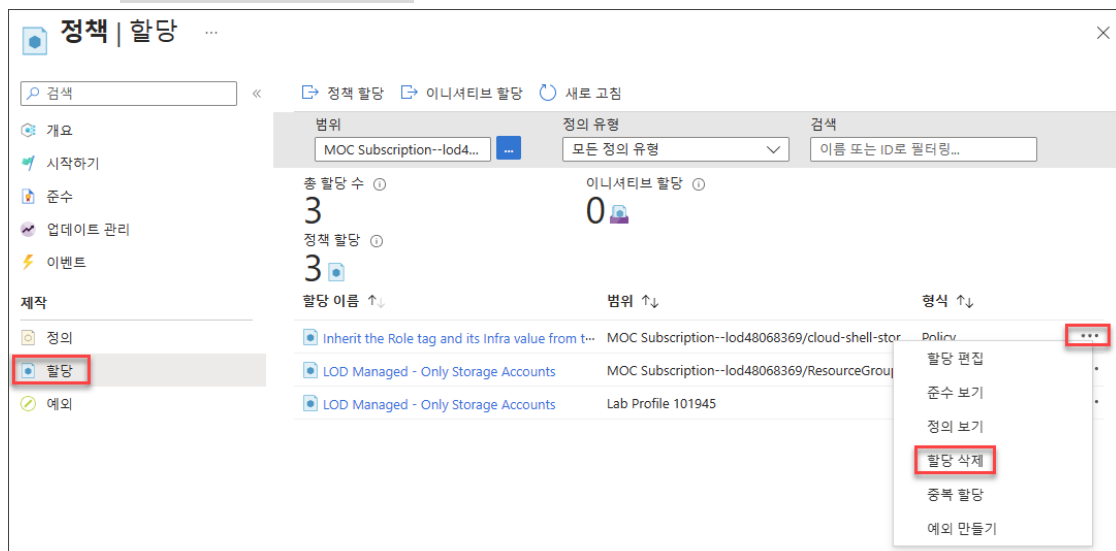 정책 | 할당 ...
검색
개요
시작하기
준수
업데이트 관리
이벤트
제작
정의
할당
예외
정책 할당 이니셔티브 할당 새로 고침
범위 정의 유형 검색
MOC Subscription--lod4... ... 모든 정의 유형 이름 또는 ID로 필터링...
총 할당 수 이니셔티브 할당
3 0
정책 할당
3
할당 이름 범위 형식
Inherit the Role tag and its Infra value from t... MOC Subscription--lod48068369/cloud-shell-stor Policy ...
LOD Managed - Only Storage Accounts MOC Subscription--lod48068369/ResourceGroup
LOD Managed - Only Storage Accounts Lab Profile 101945
할당 편집
준수 보기
정의 보기
할당 삭제
중복 할당
예외 만들기